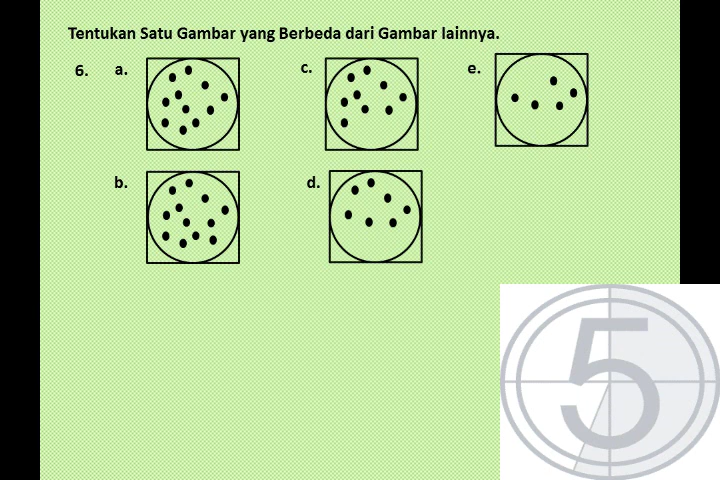 Tentukan Satu Gambar yang Berbeda dari Gambar lainnya.
6. a. c. e.
b. d.
5